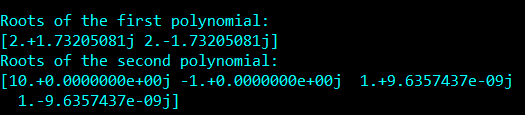 Roots of the first polynomial:
[2.+1.73205081j 2.-1.73205081j]
Roots of the second polynomial:
[10.+0.0000000e+00j -1.+0.0000000e+00j  1.+9.6357437e-09j
  1.-9.6357437e-09j]